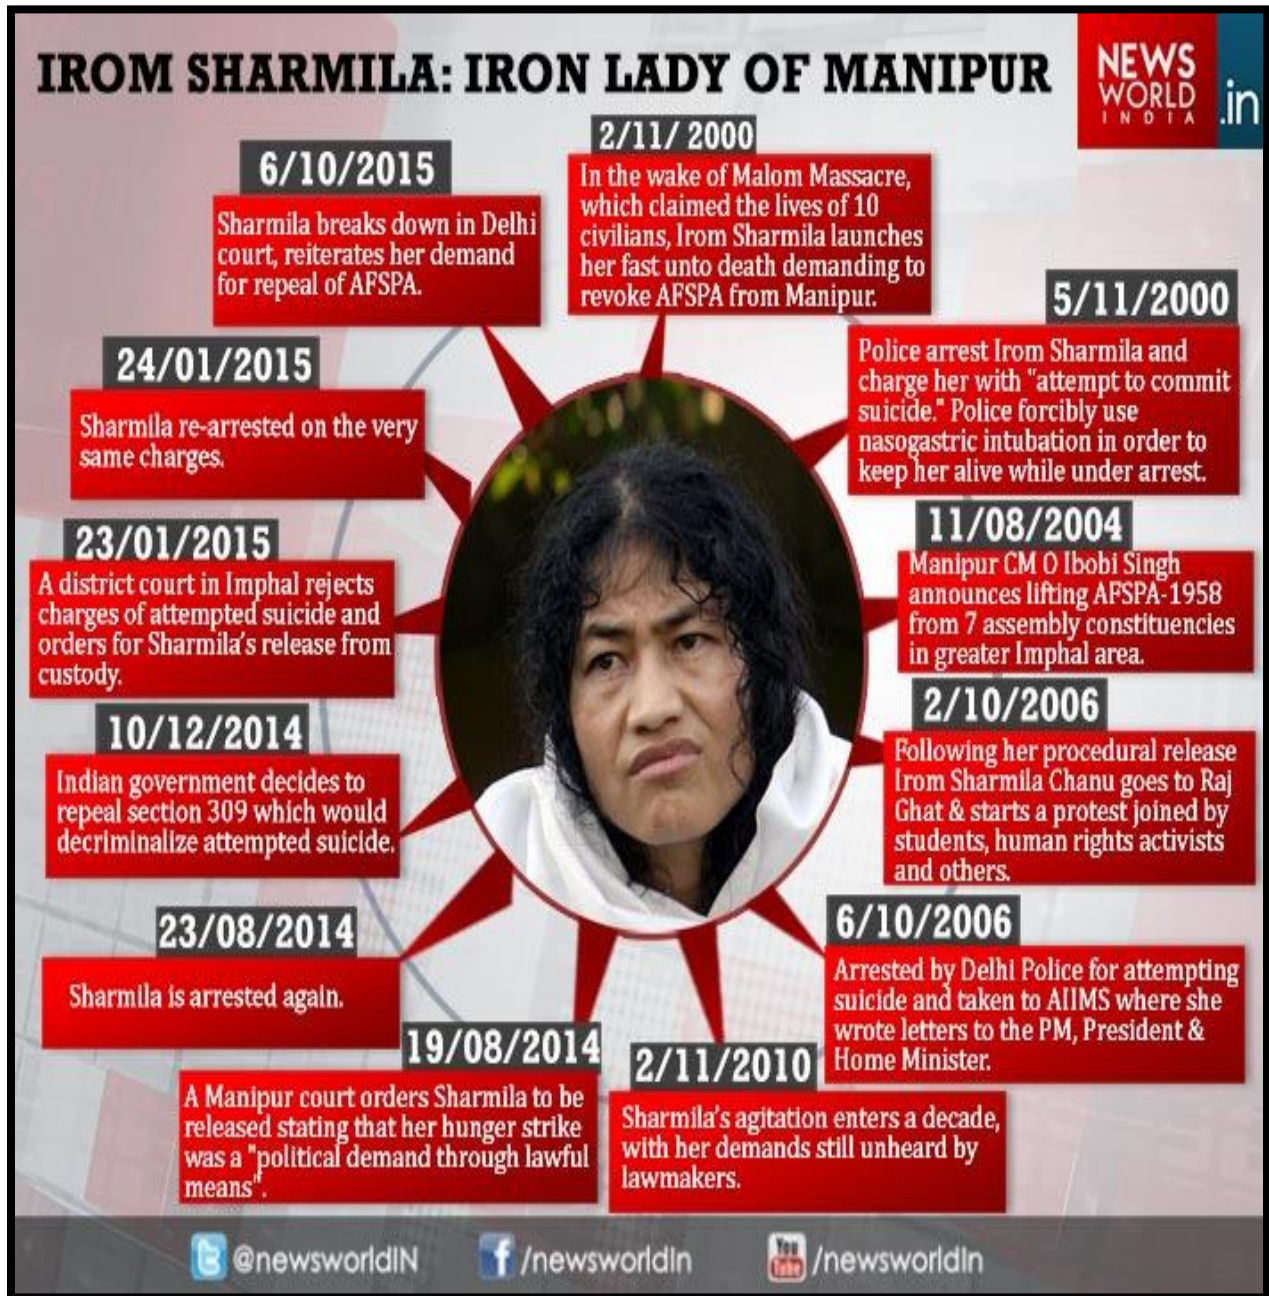 IROM SHARMILA: IRON LADY OF MANIPUR
NEWS
WORLD
INDIA
.in
2/11/ 2000
In the wake of Malom Massacre,
which claimed the lives of 10
civilians, Irom Sharmila launches
her fast unto death demanding to
revoke AFSPA from Manipur.
5/11/2000
Police arrest Irom Sharmila and
charge her with "attempt to commit
suicide." Police forcibly use
nasogastric intubation in order to
keep her alive while under arrest.
11/08/2004
Manipur CM O Ibobi Singh
announces lifting AFSPA-1958
from 7 assembly constituencies
in greater Imphal area.
2/10/2006
Following her procedural release
Irom Sharmila Chanu goes to Raj
Ghat & starts a protest joined by
students, human rights activists
and others.
6/10/2006
Arrested by Delhi Police for attempting
suicide and taken to AIIMS where she
wrote letters to the PM, President &
Home Minister.
2/11/2010
Sharmila's agitation enters a decade,
with her demands still unheard by
lawmakers.
19/08/2014
A Manipur court orders Sharmila to be
released stating that her hunger strike
was a "political demand through lawful
means".
23/08/2014
Sharmila is arrested again.
10/12/2014
Indian government decides to
repeal section 309 which would
decriminalize attempted suicide.
23/01/2015
A district court in Imphal rejects
charges of attempted suicide and
orders for Sharmila's release from
custody.
24/01/2015
Sharmila re-arrested on the very
same charges.
6/10/2015
Sharmila breaks down in Delhi
court, reiterates her demand
for repeal of AFSPA.
@newsworldIN
f /newsworldIn
You Tube /newsworldIn